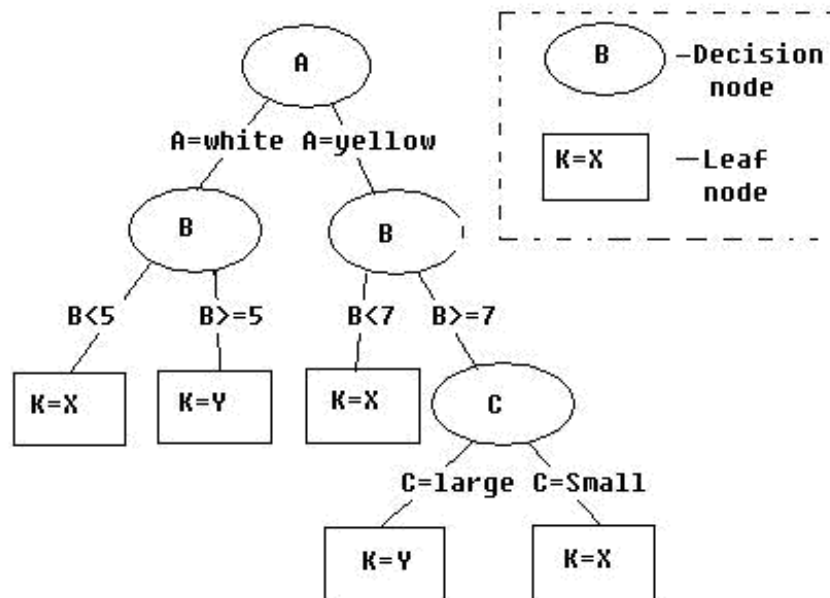 A
A=white A=yellow
B
B
B<5
B>=5
B<7
B>=7
K=X
K=Y
K=X
C
C=large C=Small
K=Y
K=X
B
—Decision
node
K=X
—Leaf
node